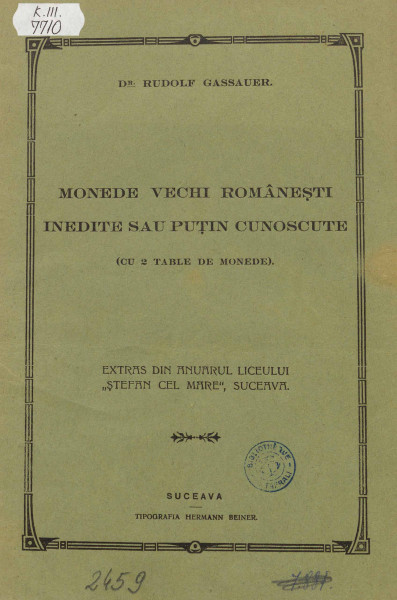 K.III.
7710
DR: RUDOLF GASSAUER.
MONEDE VECHI ROMÂNEȘTI
INEDITE SAU PUȚIN CUNOSCUTE
(CU 2 TABLE DE MONEDE).
EXTRAS DIN ANUARUL LICEULUI
„ȘTEFAN CEL MARE“, SUCEAVA.
SUCEAVA
TIPOGRAFIA HERMANN BEINER.
2459